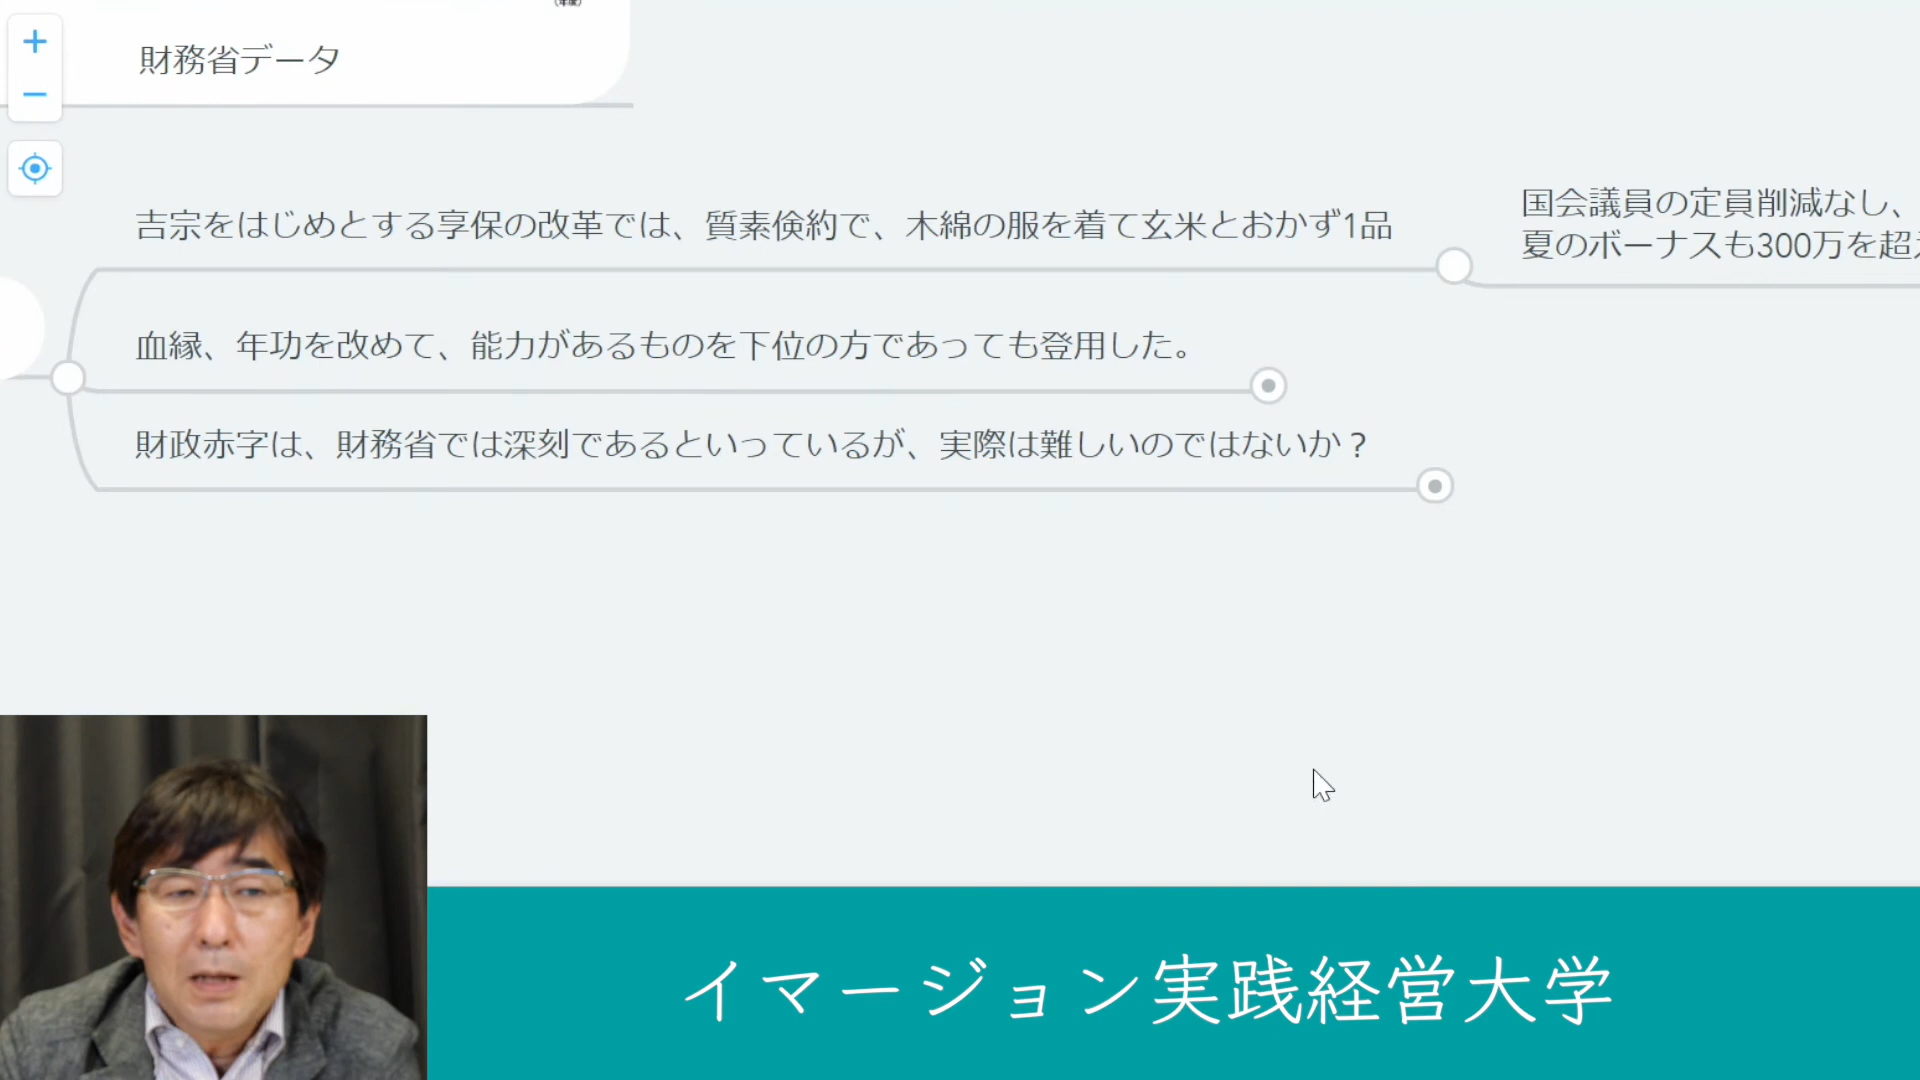 財務省データ
吉宗をはじめとする享保の改革では、質素倹約で、木綿の服を着て玄米とおかず1品
国会議員の定員削減なし、
夏のボーナスも300万を超
血縁、年功を改めて、能力があるものを下位の方であっても登用した。
財政赤字は、財務省では深刻であるといっているが、実際は難しいのではないか？
イマージョン実践経営大学